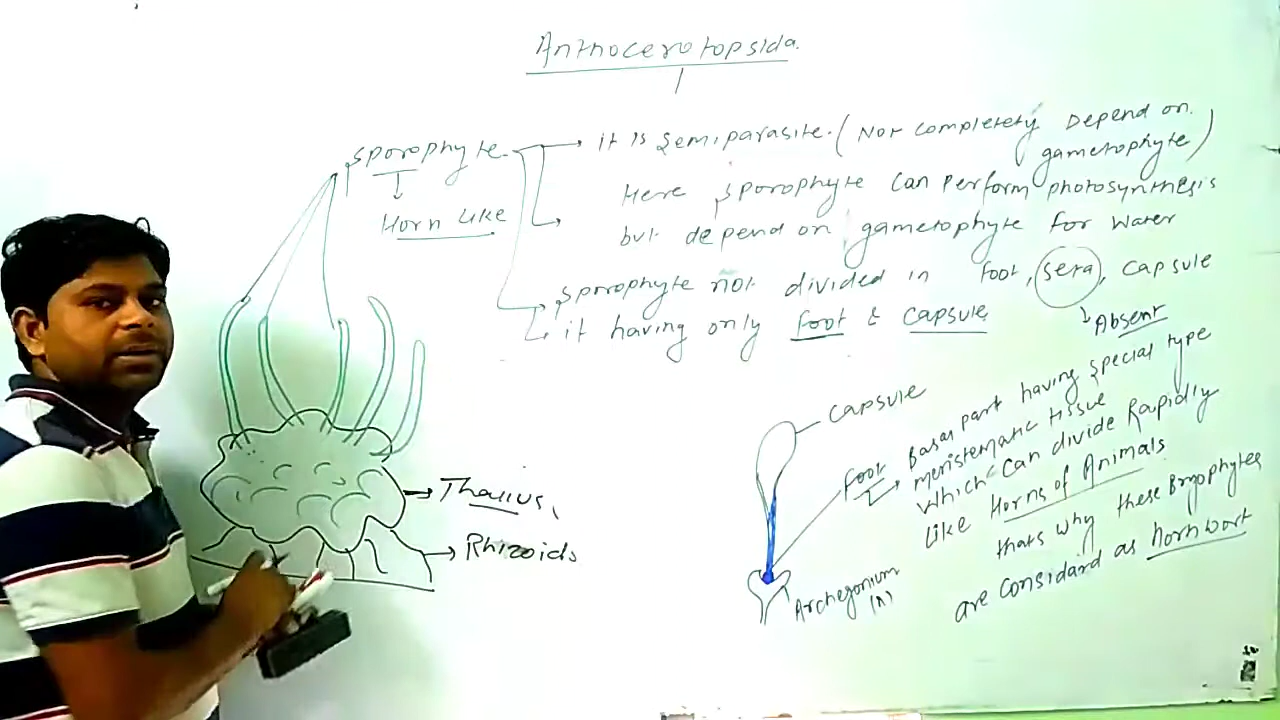 Anthocerotopsida.
sporophyte.
Horn Like
it is semiparasite. (Not completely Depend on
gametophyte)
Here sporophyte can perform photosynthesis
but depend on gametophyte for water
sporophyte not divided in foot, seta, capsule
Absent
it having only foot & capsule
capsule
foot
Basal part having special type
meristematic tissue
which can divide Rapidly
Like Horns of Animals
thats why these Bryophytes
are considard as hornwort
Archegonium
(n)
Thallus
Rhizoids